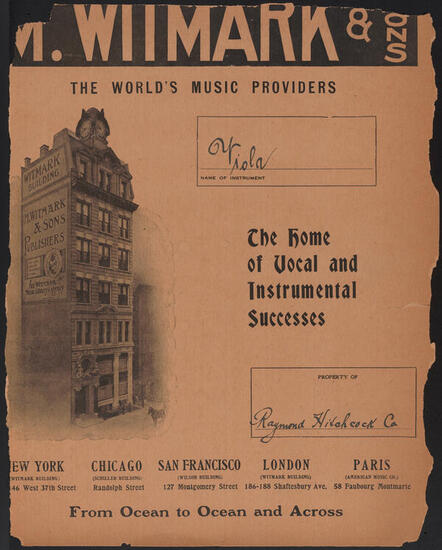 M. WITMARK & SONS
THE WORLD'S MUSIC PROVIDERS
Viola
NAME OF INSTRUMENT
WITMARK
BUILDING
M. WITMARK
& SONS
PUBLISHERS
The Home
of Vocal and
Instrumental
Successes
PROPERTY OF
Raymond Hitchcock Co
NEW YORK
(WITMARK BUILDING)
46 West 37th Street
CHICAGO
(SCHILLER BUILDING)
Randolph Street
SAN FRANCISCO
(WILSON BUILDING)
127 Montgomery Street
LONDON
(WITMARK BUILDING)
186-188 Shaftesbury Ave.
PARIS
(AMERICAN MUSIC CO.)
58 Faubourg Montmarte
From Ocean to Ocean and Across